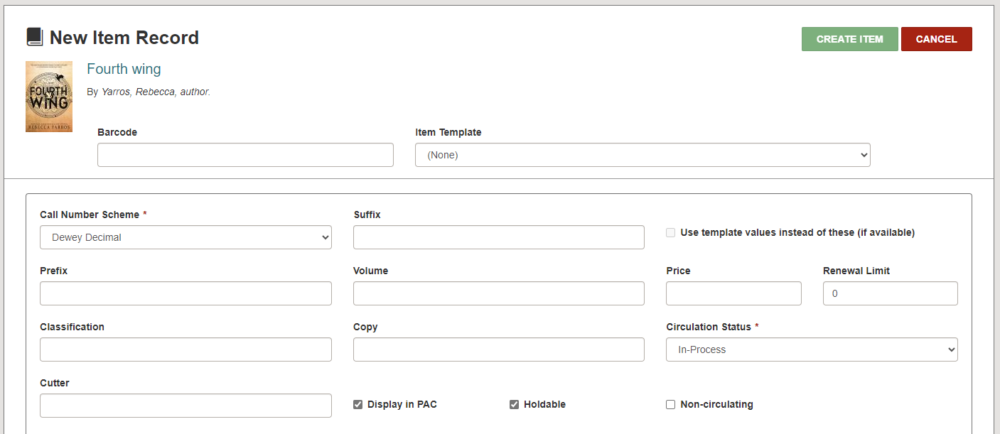 New Item Record
CREATE ITEM
CANCEL
Fourth wing
By Yarros, Rebecca, author.
FOURTH
WING
REBECCA YARROS
Barcode
Item Template
(None)
Call Number Scheme *
Suffix
Dewey Decimal
Use template values instead of these (if available)
Prefix
Volume
Price
Renewal Limit
0
Classification
Copy
Circulation Status *
In-Process
Cutter
Display in PAC
Holdable
Non-circulating